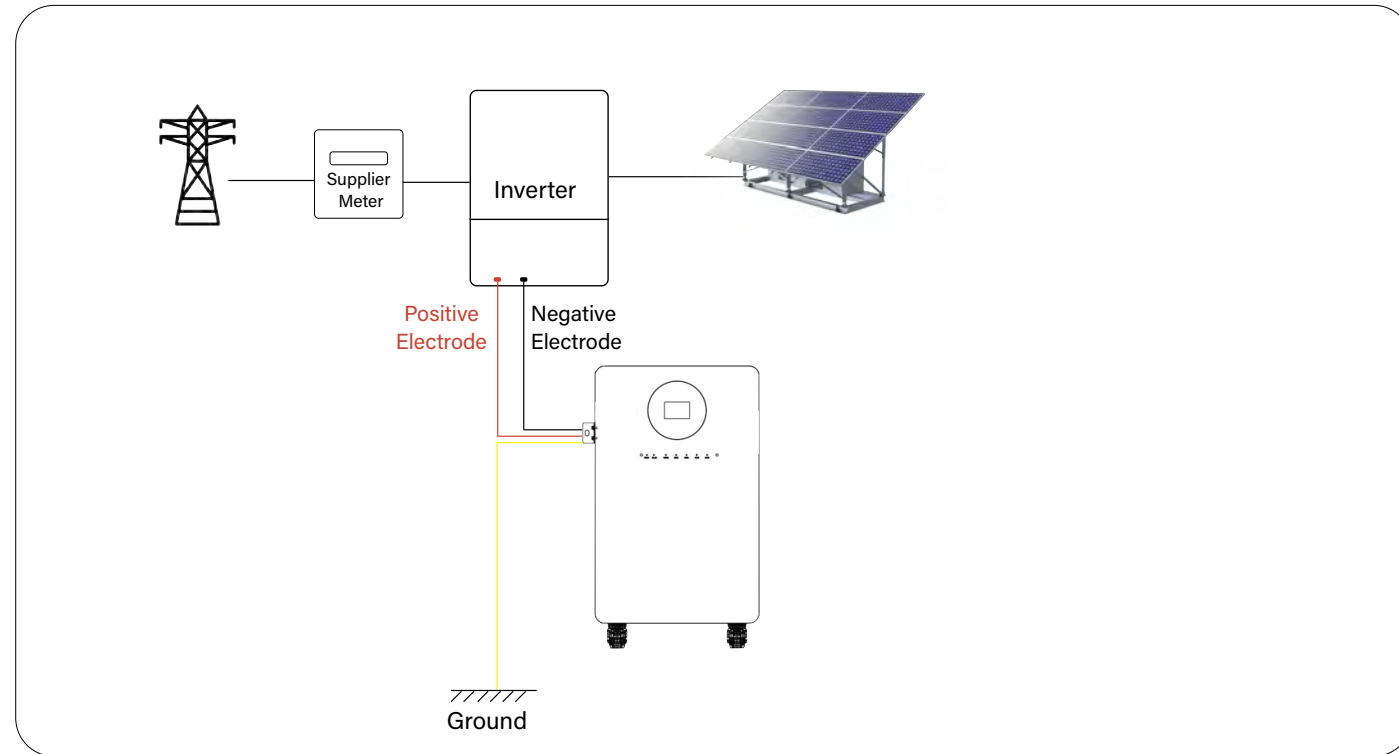 Supplier
Meter
Inverter
Positive
Electrode
Negative
Electrode
Ground